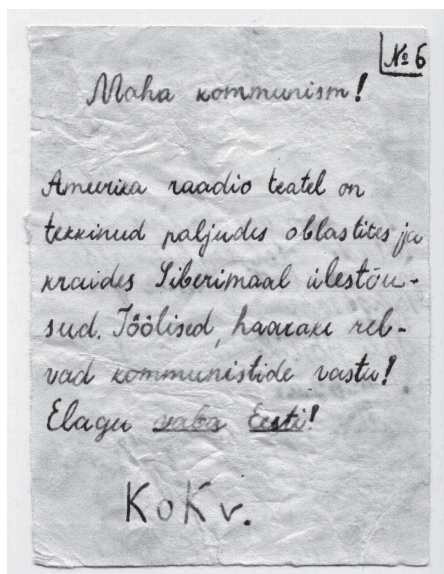 № 6
Maha kommunism!
Ameerika raadio teatel on
tekkinud paljudes oblastites ja
kraides Siberimaal ülestõu-
sud. Töölised, haarake rel-
vad kommunistide vastu!
Elagu vaba Eesti!
KoKv.